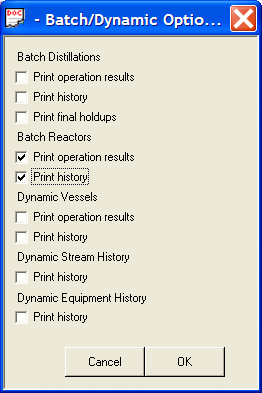 DOC - Batch/Dynamic Optio...
Batch Distillations
Print operation results
Print history
Print final holdups
Batch Reactors
Print operation results
Print history
Dynamic Vessels
Print operation results
Print history
Dynamic Stream History
Print history
Dynamic Equipment History
Print history
Cancel OK